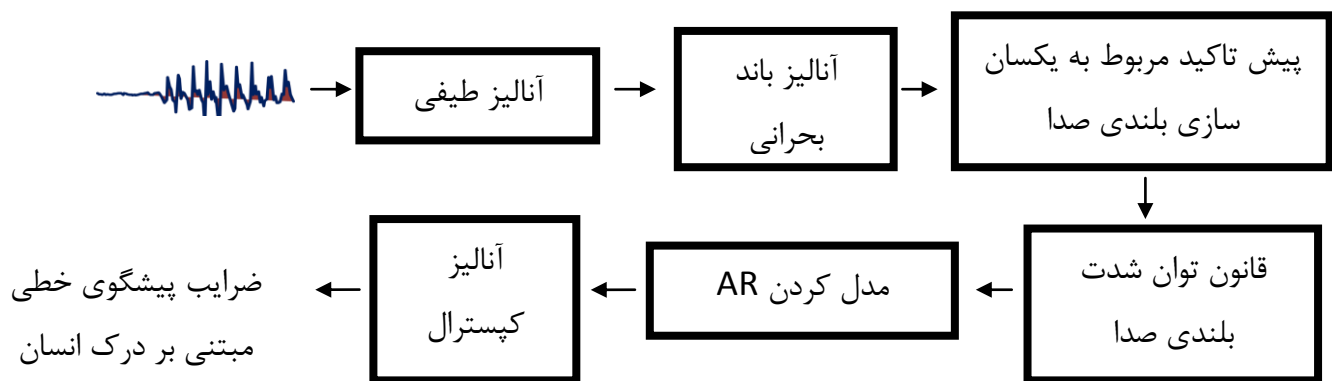 آنالیز طیفی
آنالیز باند
بحرانی
پیش تاکید مربوط به یکسان
سازی بلندی صدا
قانون توان شدت
بلندی صدا
مدل کردن AR
آنالیز
کپسترال
ضرایب پیشگوی خطی
مبتنی بر درک انسان